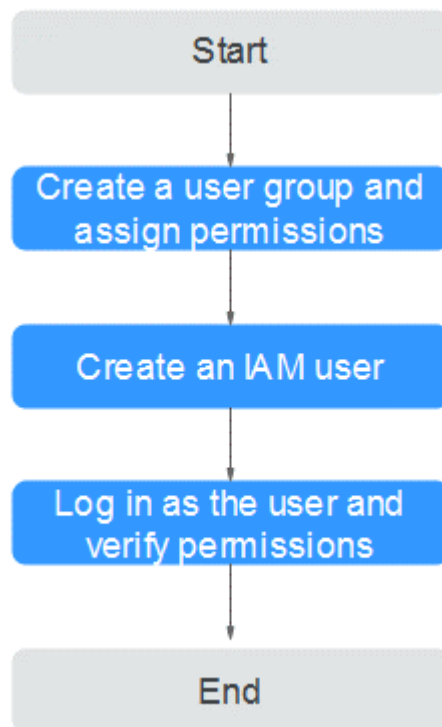 Start
Create a user group and
assign permissions
Create an IAM user
Log in as the user and
verify permissions
End